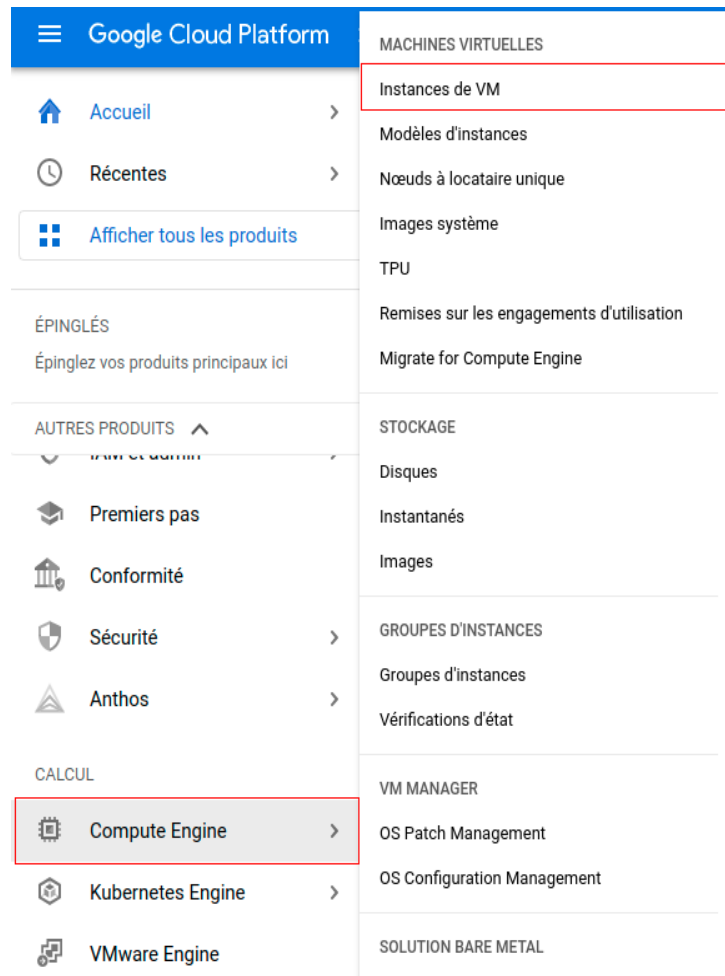 Google Cloud Platform
Accueil
Récentes
Afficher tous les produits
ÉPINGLÉS
Épinglez vos produits principaux ici
AUTRES PRODUITS
IAM et admin
Premiers pas
Conformité
Sécurité
Anthos
CALCUL
Compute Engine
Kubernetes Engine
VMware Engine
MACHINES VIRTUELLES
Instances de VM
Modèles d'instances
Nœuds à locataire unique
Images système
TPU
Remises sur les engagements d'utilisation
Migrate for Compute Engine
STOCKAGE
Disques
Instantanés
Images
GROUPES D'INSTANCES
Groupes d'instances
Vérifications d'état
VM MANAGER
OS Patch Management
OS Configuration Management
SOLUTION BARE METAL